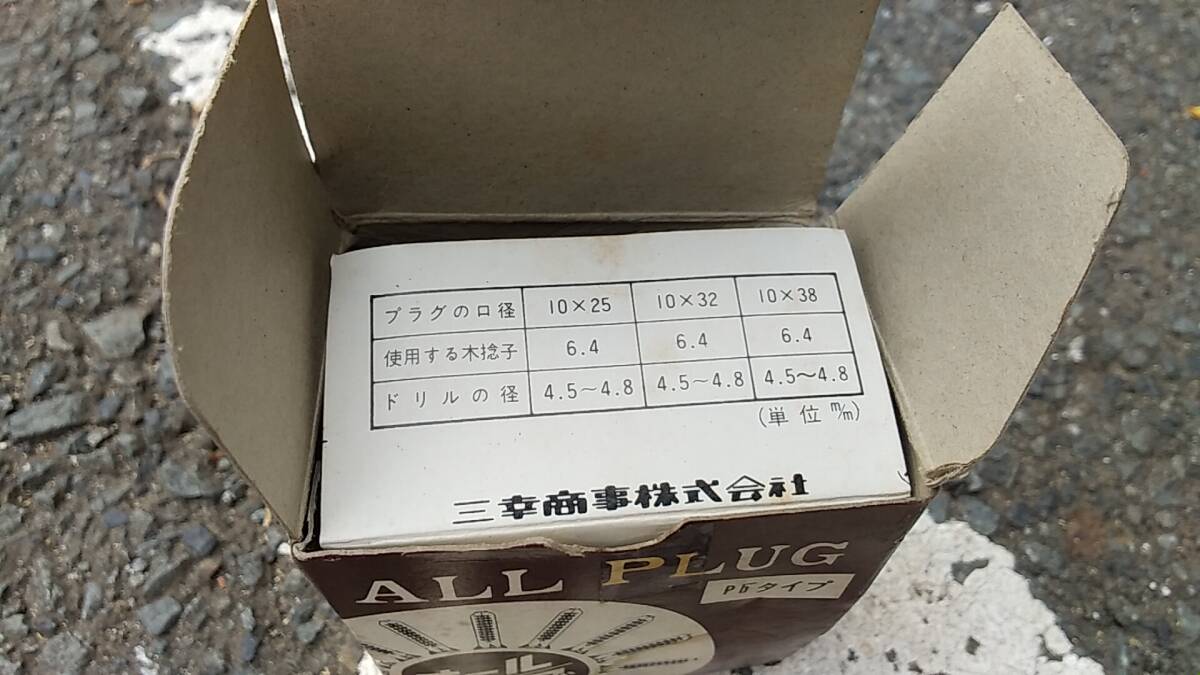 プラグの口径 10×25 10×32 10×38
使用する木捻子 6.4 6.4 6.4
ドリルの径 4.5～4.8 4.5～4.8 4.5～4.8
(単位 m/m)
三幸商事株式会社
ALL PLUG
タイプ